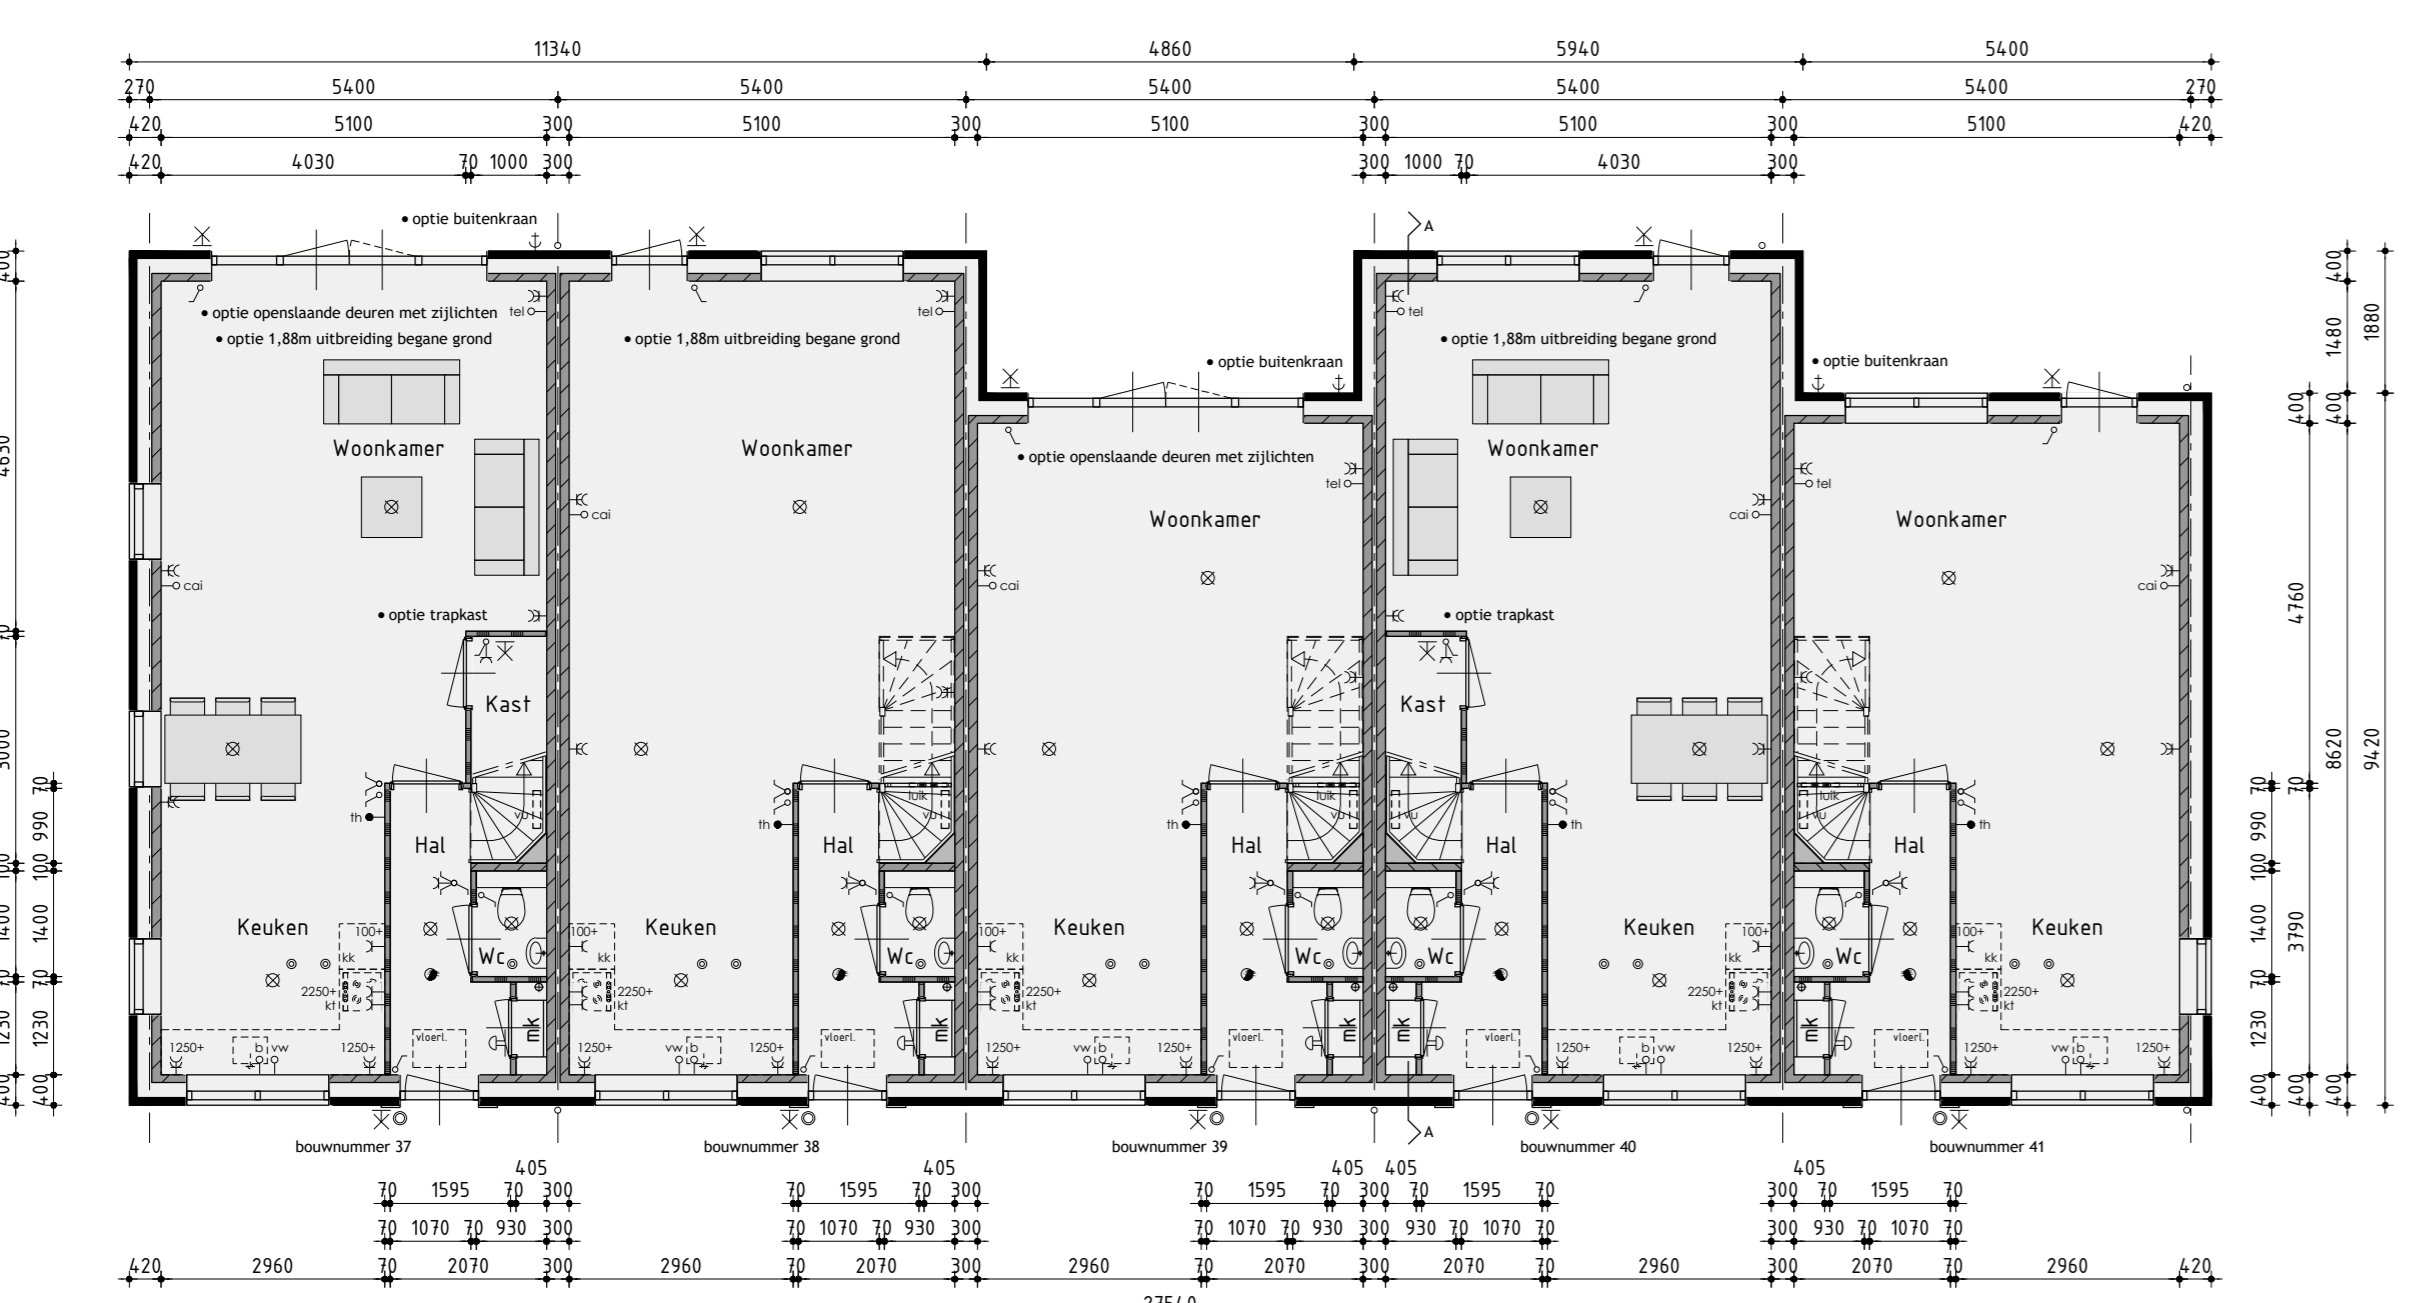 11340 4860 5940 5400
270 5400 5400 5400 5400 5400 270
420 5100 300 5100 300 5100 300 5100 300 5100 420
420 4030 70 1000 300 300 1000 70 4030 300
• optie buitenkraan
A
• optie openslaande deuren met zijlichten tel
tel
tel
• optie 1,88m uitbreiding begane grond
• optie 1,88m uitbreiding begane grond
• optie 1,88m uitbreiding begane grond
• optie buitenkraan
• optie buitenkraan
Woonkamer Woonkamer Woonkamer
• optie openslaande deuren met zijlichten
tel tel
cai cai
Woonkamer Woonkamer
cai cai cai
• optie trapkast • optie trapkast
Kast Kast
luik luik luik
vu vu vu vu vu
th th th th th
Hal Hal Hal Hal Hal
Keuken Keuken Keuken Keuken Keuken
100+ 100+ 100+ 100+ 100+
kk kk kk kk kk
Wc Wc Wc Wc Wc
2250+ 2250+ 2250+ 2250+ 2250+
kt kt kt kt kt
mk mk mk mk mk
vloerl. vloerl. vloerl. vloerl. vloerl.
1250+ b vw 1250+ 1250+ vw b 1250+ 1250+ vw b 1250+ 1250+ b vw 1250+ 1250+ vw b 1250+
A
bouwnummer 37 bouwnummer 38 bouwnummer 39 bouwnummer 40 bouwnummer 41
400 4630 70 3000 100 1400 70 1230 400
70 990 100 1400 70 1230 400
70 990 100 1400 70 1230 400
400 4760 70 3790 400
400 1480 400 8620 400
1880 9420
405 405 405 405 405
70 1595 70 300 70 1595 70 300 70 1595 70 300 70 1595 70 300 70 1595 70
70 1070 70 930 300 70 1070 70 930 300 70 1070 70 930 300 930 70 1070 70 300 930 70 1070 70
420 2960 70 2070 300 2960 70 2070 300 2960 70 2070 300 2070 70 2960 300 2070 70 2960 420
27540